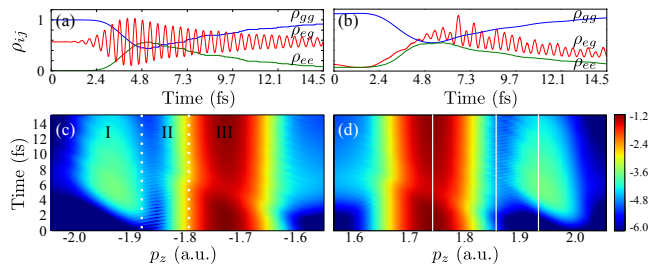 (a) ρgg
ρeg
ρee
ρij
1
0
0 2.4 4.8 7.3 9.7 12.1 14.5
Time (fs)
(b) ρgg
ρeg
ρee
0 2.4 4.8 7.3 9.7 12.1 14.5
Time (fs)
(c) I II III
Time (fs)
14
12
10
8
6
4
2
0
-2.0 -1.9 -1.8 -1.7 -1.6
pz (a.u.)
(d)
1.6 1.7 1.8 1.9 2.0
pz (a.u.)
-1.2
-2.4
-3.6
-4.8
-6.0